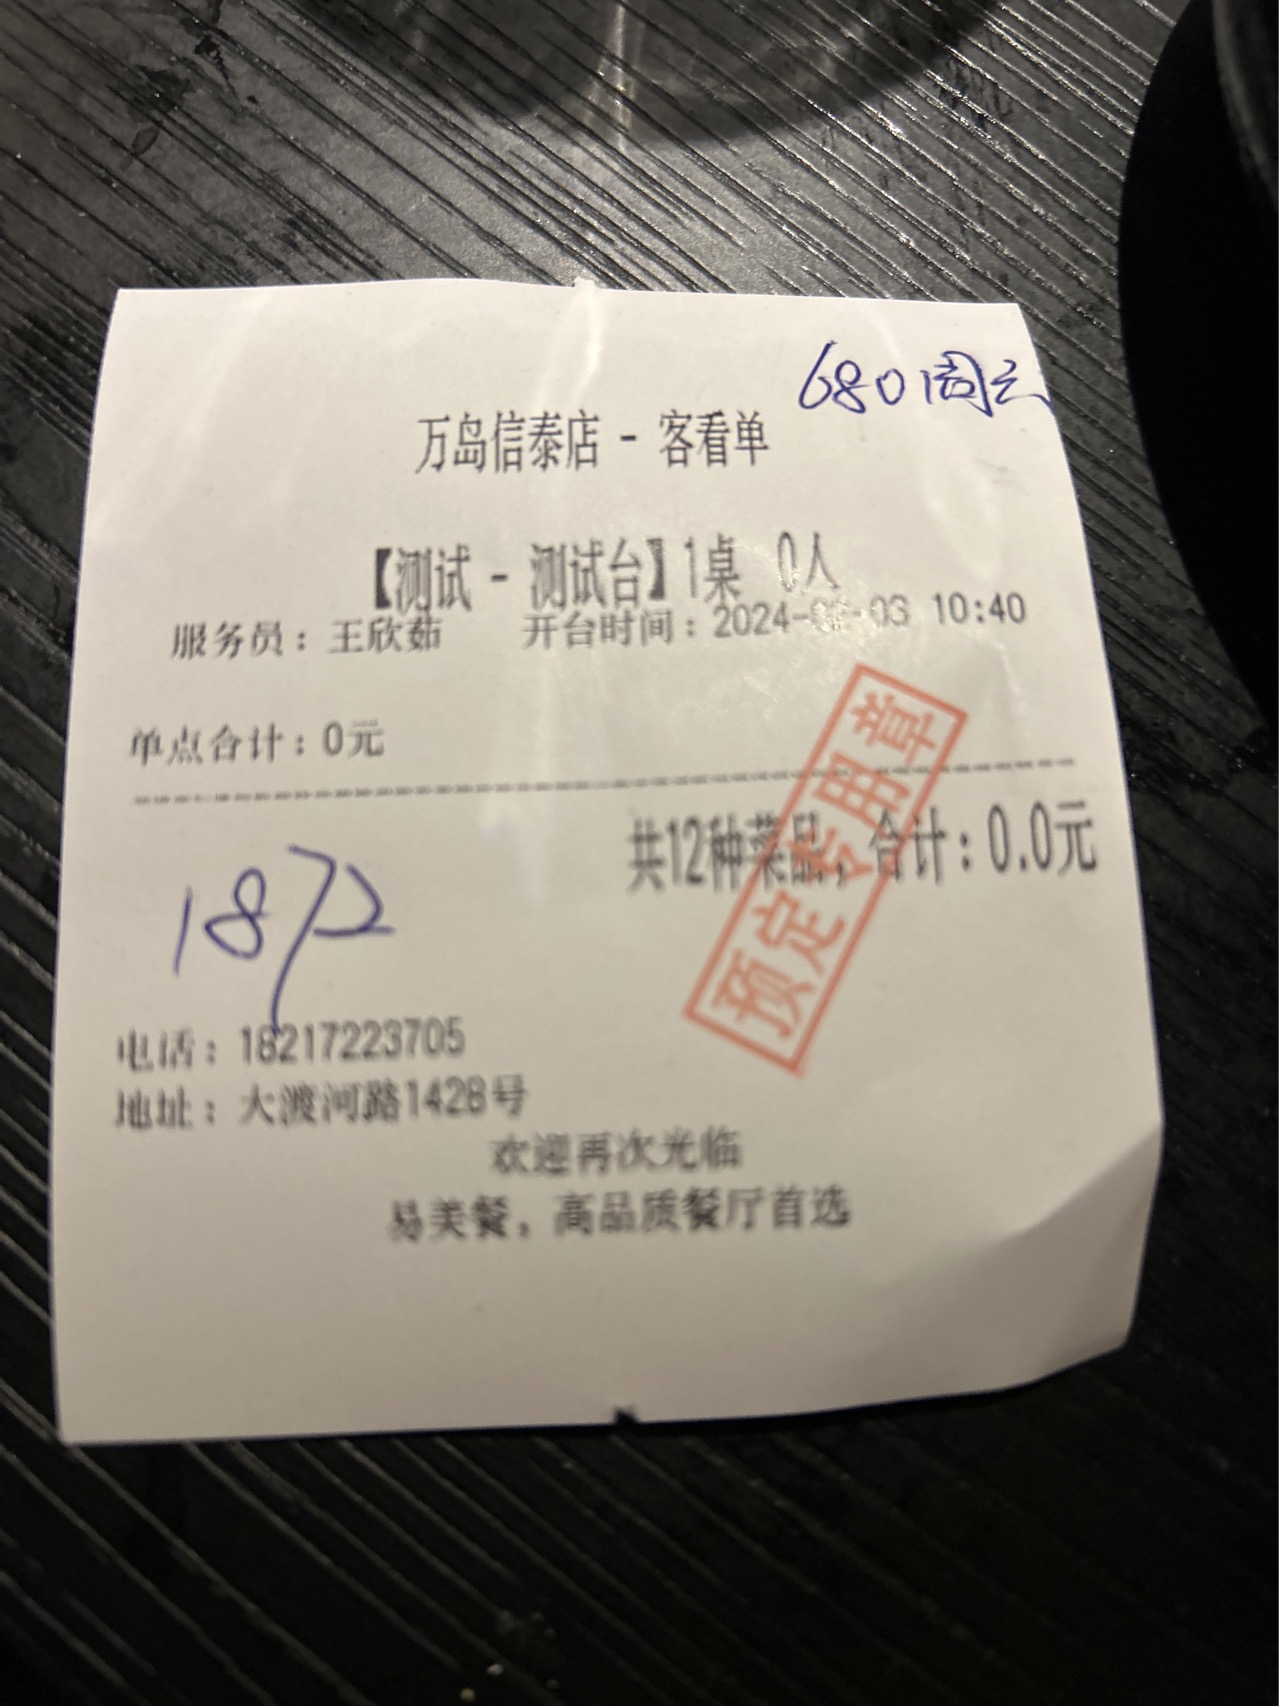 680周云
万岛信泰店 - 客看单
【测试 - 测试台】1桌 0人
服务员：王欣茹 开台时间：2024-02-03 10:40
单点合计：0元
共12种菜品，合计：0.0元
预定专用章
1872
电话：18217223705
地址：大渡河路1428号
欢迎再次光临
易美餐，高品质餐厅首选